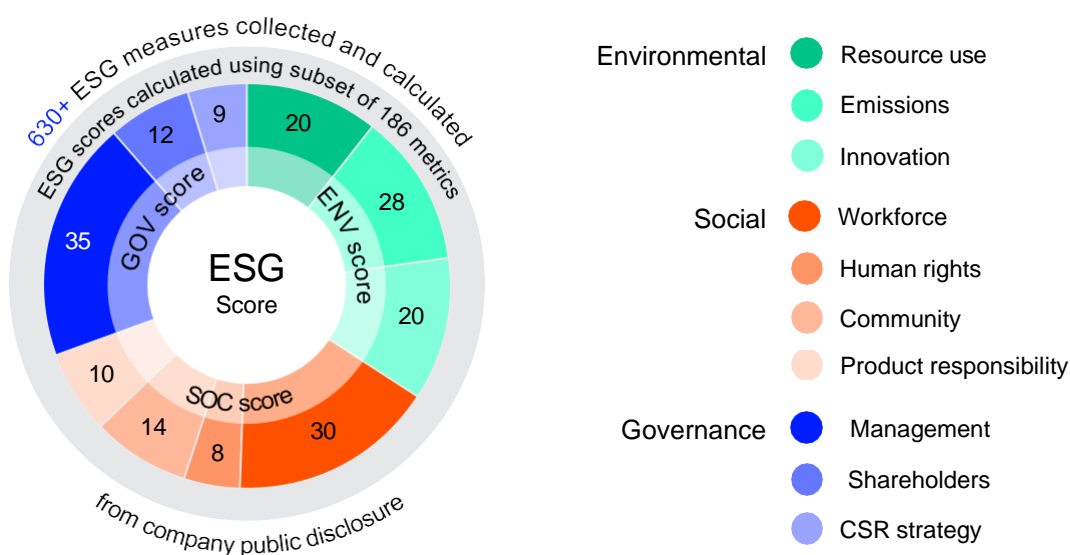 630+ ESG measures collected and calculated
ESG scores calculated using subset of 186 metrics
from company public disclosure
GOV score
ENV score
SOC score
ESG
Score
20
28
20
30
8
14
10
35
12
9
Environmental
Resource use
Emissions
Innovation
Social
Workforce
Human rights
Community
Product responsibility
Governance
Management
Shareholders
CSR strategy